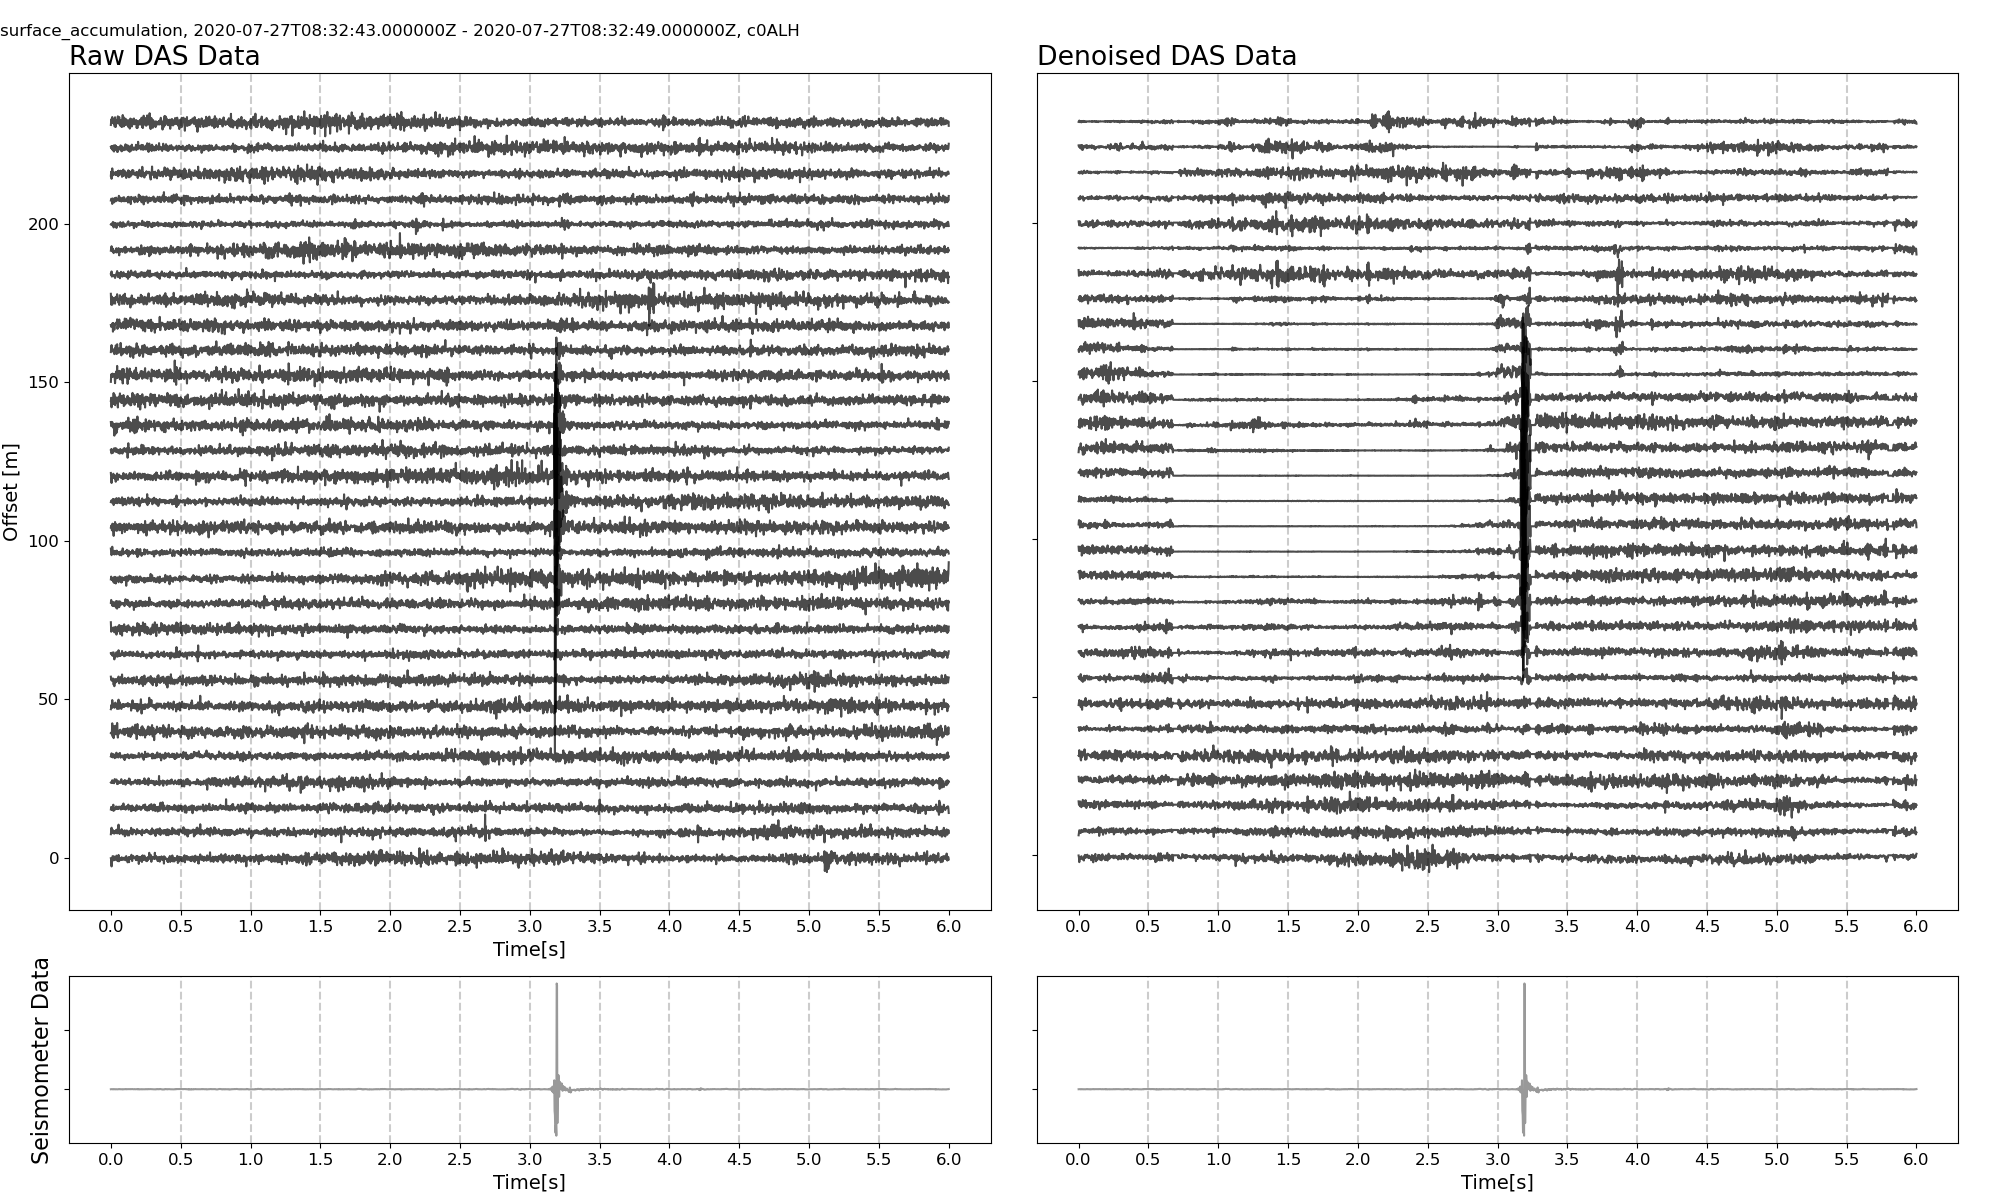 surface_accumulation, 2020-07-27T08:32:43.000000Z - 2020-07-27T08:32:49.000000Z, c0ALH
Raw DAS Data
Denoised DAS Data
Offset [m]
200
150
100
50
0
0.0 0.5 1.0 1.5 2.0 2.5 3.0 3.5 4.0 4.5 5.0 5.5 6.0
Time[s]
0.0 0.5 1.0 1.5 2.0 2.5 3.0 3.5 4.0 4.5 5.0 5.5 6.0
Seismometer Data
0.0 0.5 1.0 1.5 2.0 2.5 3.0 3.5 4.0 4.5 5.0 5.5 6.0
Time[s]
0.0 0.5 1.0 1.5 2.0 2.5 3.0 3.5 4.0 4.5 5.0 5.5 6.0
Time[s]